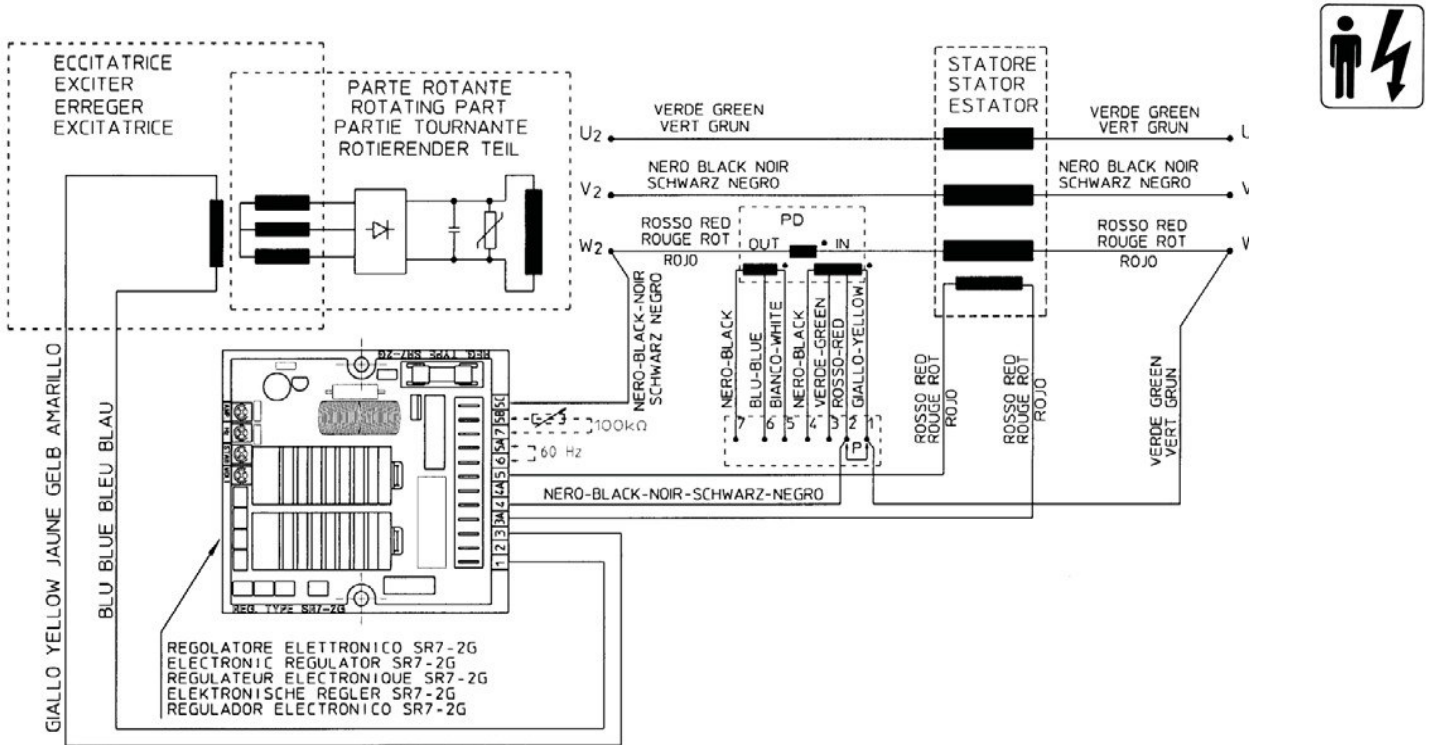 ECCITATRICE
EXCITER
ERREGER
EXCITATRICE
PARTE ROTANTE
ROTATING PART
PARTIE TOURNANTE
ROTIERENDER TEIL
STATORE
STATOR
ESTATOR
U2
VERDE GREEN
VERT GRUN
VERDE GREEN
VERT GRUN
V2
NERO BLACK NOIR
SCHWARZ NEGRO
NERO BLACK NOIR
SCHWARZ NEGRO
W2
ROSSO RED
ROUGE ROT
ROJO
PD
OUT
IN
ROSSO RED
ROUGE ROT
ROJO
NERO-BLACK-NOIR
SCHWARZ NEGRO
NERO-BLACK
BLU-BLUE
BIANCO-WHITE
NERO-BLACK
VERDE-GREEN
ROSSO-RED
GIALLO-YELLOW
7 6 5 4 3 2 1
P
ROSSO RED
ROUGE ROT
ROJO
ROSSO RED
ROUGE ROT
ROJO
VERDE GREEN
VERT GRUN
GIALLO YELLOW JAUNE GELB AMARILLO
BLU BLUE BLEU BLAU
REG. TYPE SR7-2G
5C
5B
7
5A
6
5
4A
4
3A
3
2
1
100kΩ
60 Hz
NERO-BLACK-NOIR-SCHWARZ-NEGRO
REG. TYPE SR7-2G
REGOLATORE ELETTRONICO SR7-2G
ELECTRONIC REGULATOR SR7-2G
REGULATEUR ELECTRONIQUE SR7-2G
ELEKTRONISCHE REGLER SR7-2G
REGULADOR ELECTRONICO SR7-2G